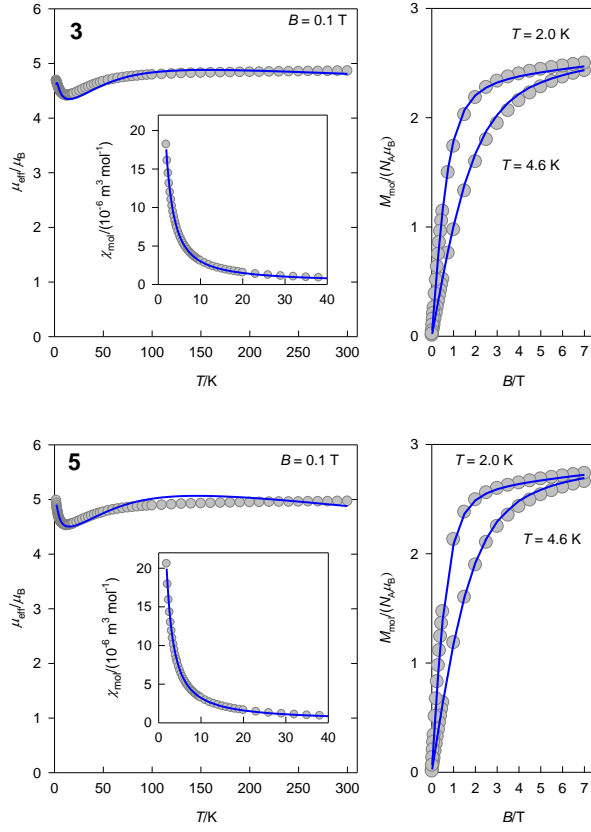 3
B = 0.1 T
μeff/μB
6
5
4
3
2
1
0
χmol/(10⁻⁶ m³ mol⁻¹)
20
15
10
5
0
0 10 20 30 40
0 50 100 150 200 250 300
T/K
Mmol/(NAμB)
3
2
1
0
T = 2.0 K
T = 4.6 K
0 1 2 3 4 5 6 7
B/T
5
B = 0.1 T
μeff/μB
6
5
4
3
2
1
0
χmol/(10⁻⁶ m³ mol⁻¹)
20
15
10
5
0
0 10 20 30 40
0 50 100 150 200 250 300
T/K
Mmol/(NAμB)
3
2
1
0
T = 2.0 K
T = 4.6 K
0 1 2 3 4 5 6 7
B/T